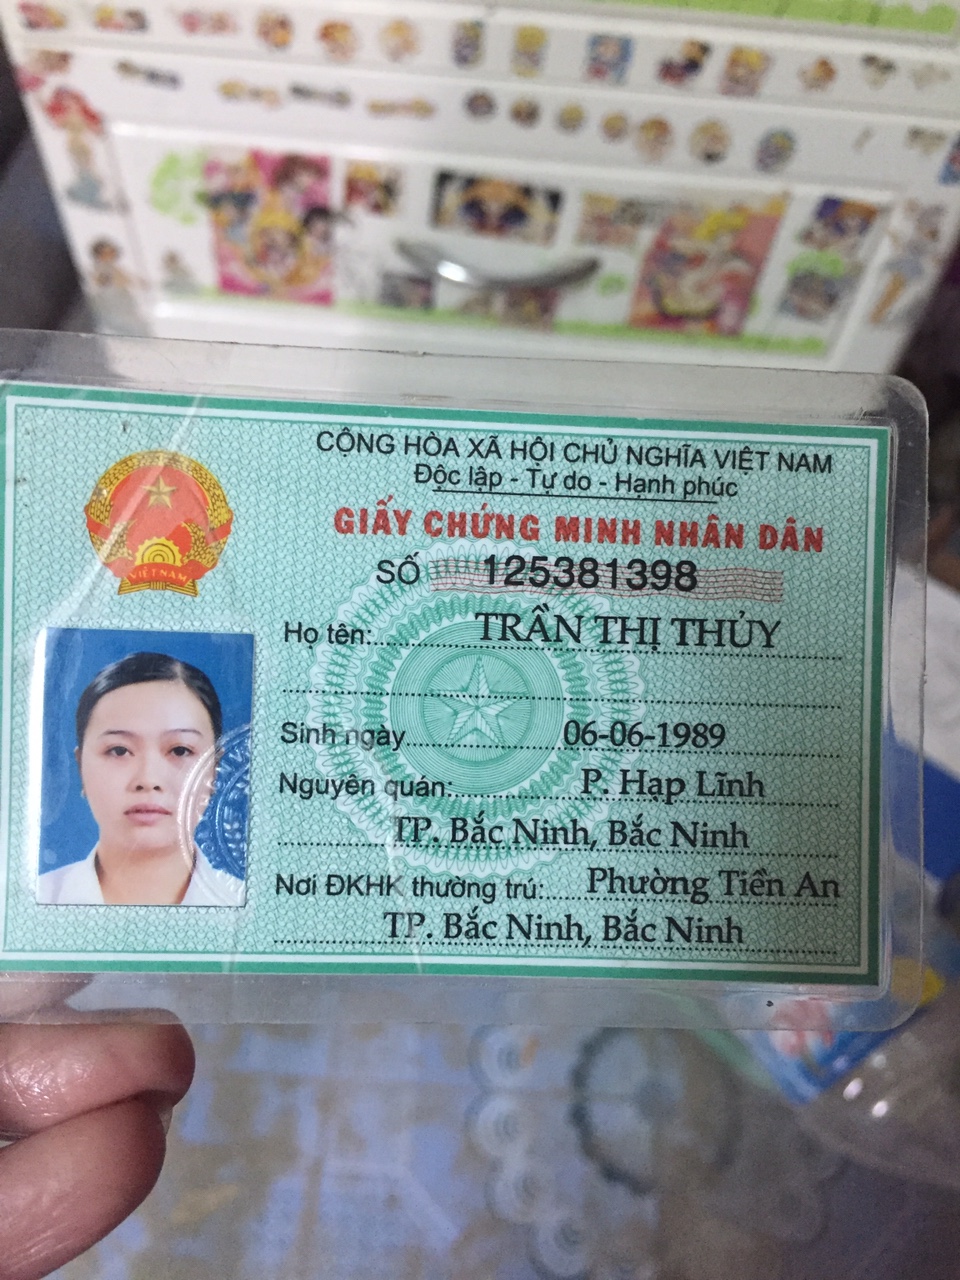 CỘNG HÒA XÃ HỘI CHỦ NGHĨA VIỆT NAM
Độc lập - Tự do - Hạnh phúc
GIẤY CHỨNG MINH NHÂN DÂN
SỐ 125381398
VIỆT NAM
Họ tên: TRẦN THỊ THỦY
Sinh ngày 06-06-1989
Nguyên quán: P. Hạp Lĩnh
TP. Bắc Ninh, Bắc Ninh
Nơi ĐKHK thường trú: Phường Tiền An
TP. Bắc Ninh, Bắc Ninh